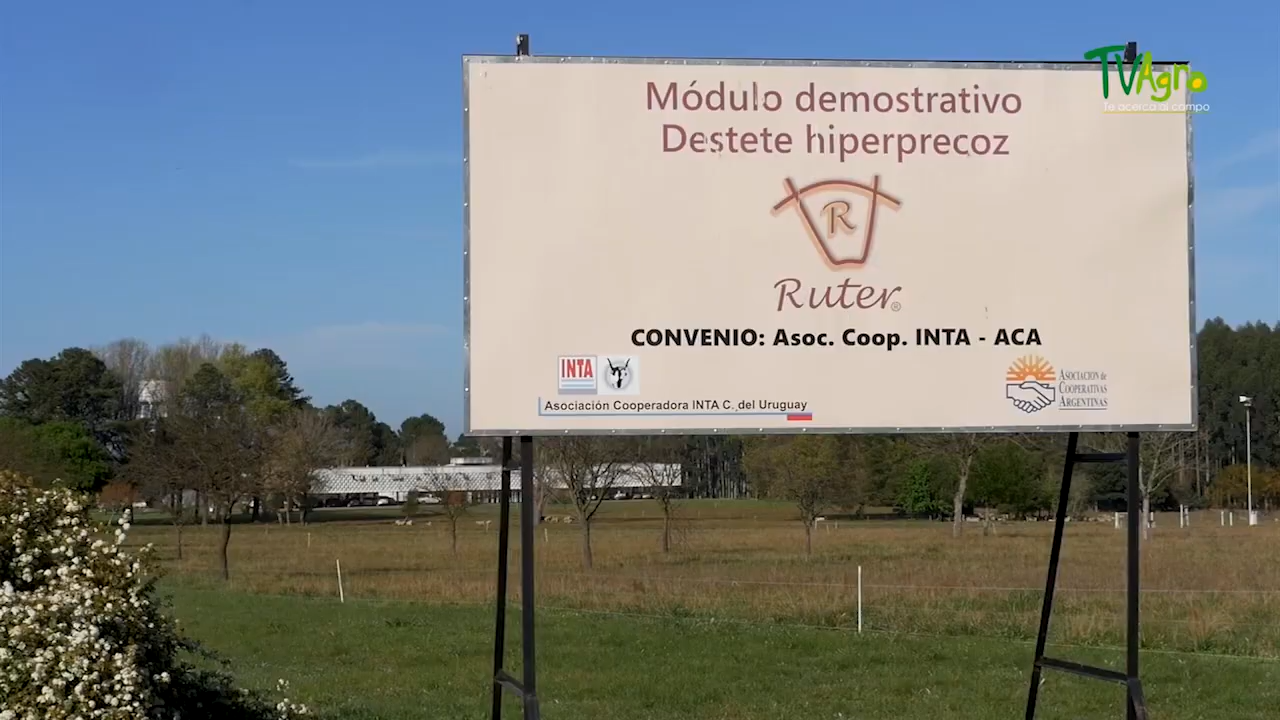 TVAgro
Te acerca al campo
Módulo demostrativo
Destete hiperprecoz
R
Ruter®
CONVENIO: Asoc. Coop. INTA - ACA
INTA
Asociación Cooperadora INTA C. del Uruguay
ASOCIACIÓN de
COOPERATIVAS
ARGENTINAS